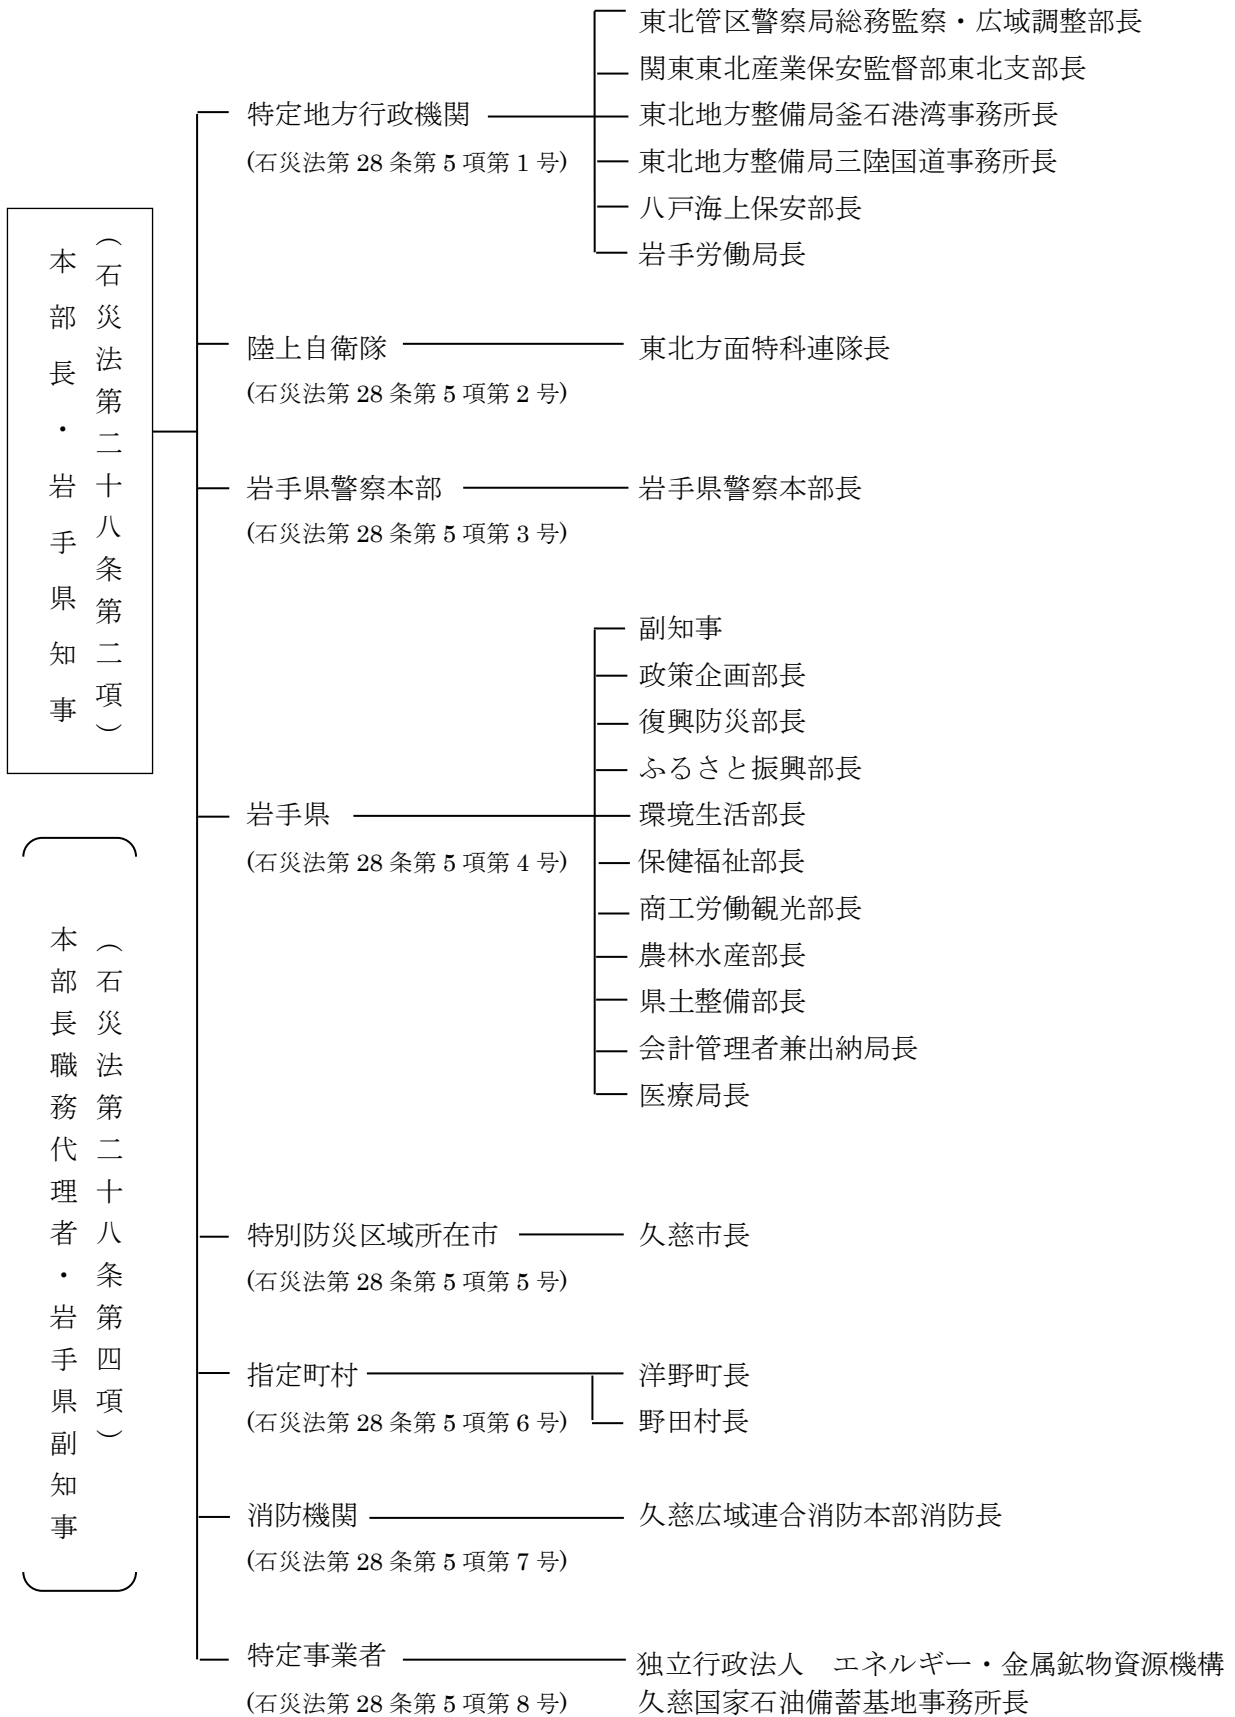 本部長・岩手県知事
（石災法第二十八条第二項）
本部長職務代理者・岩手県副知事
（石災法第二十八条第四項）
特定地方行政機関
(石災法第 28 条第 5 項第 1 号)
東北管区警察局総務監察・広域調整部長
関東東北産業保安監督部東北支部長
東北地方整備局釜石港湾事務所長
東北地方整備局三陸国道事務所長
八戸海上保安部長
岩手労働局長
陸上自衛隊
(石災法第 28 条第 5 項第 2 号)
東北方面特科連隊長
岩手県警察本部
(石災法第 28 条第 5 項第 3 号)
岩手県警察本部長
岩手県
(石災法第 28 条第 5 項第 4 号)
副知事
政策企画部長
復興防災部長
ふるさと振興部長
環境生活部長
保健福祉部長
商工労働観光部長
農林水産部長
県土整備部長
会計管理者兼出納局長
医療局長
特別防災区域所在市
(石災法第 28 条第 5 項第 5 号)
久慈市長
指定町村
(石災法第 28 条第 5 項第 6 号)
洋野町長
野田村長
消防機関
(石災法第 28 条第 5 項第 7 号)
久慈広域連合消防本部消防長
特定事業者
(石災法第 28 条第 5 項第 8 号)
独立行政法人　エネルギー・金属鉱物資源機構
久慈国家石油備蓄基地事務所長